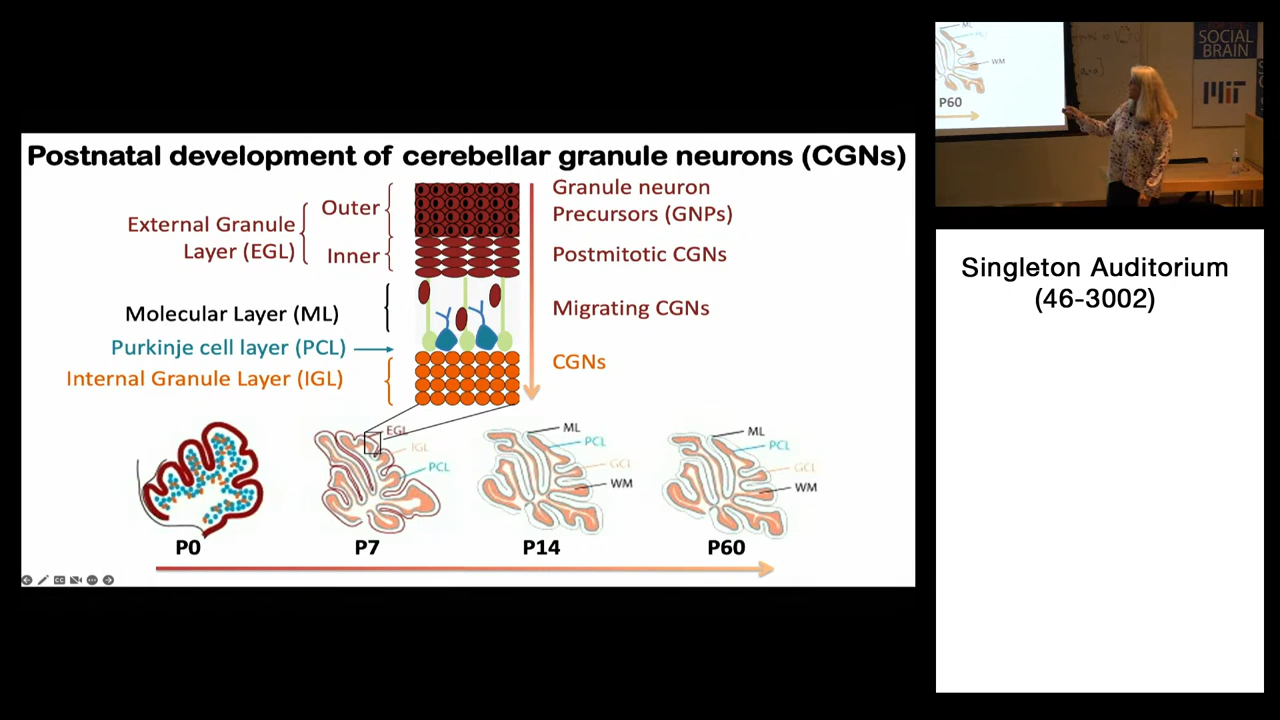 Postnatal development of cerebellar granule neurons (CGNs)
External Granule
Layer (EGL)
Outer
Inner
Granule neuron
Precursors (GNPs)
Postmitotic CGNs
Molecular Layer (ML)
Migrating CGNs
Purkinje cell layer (PCL)
Internal Granule Layer (IGL)
CGNs
EGL
IGL
PCL
ML
PCL
GCL
WM
ML
PCL
GCL
WM
P0
P7
P14
P60
ML
PCL
WM
P60
SOCIAL
BRAIN
MIT
Singleton Auditorium
(46-3002)